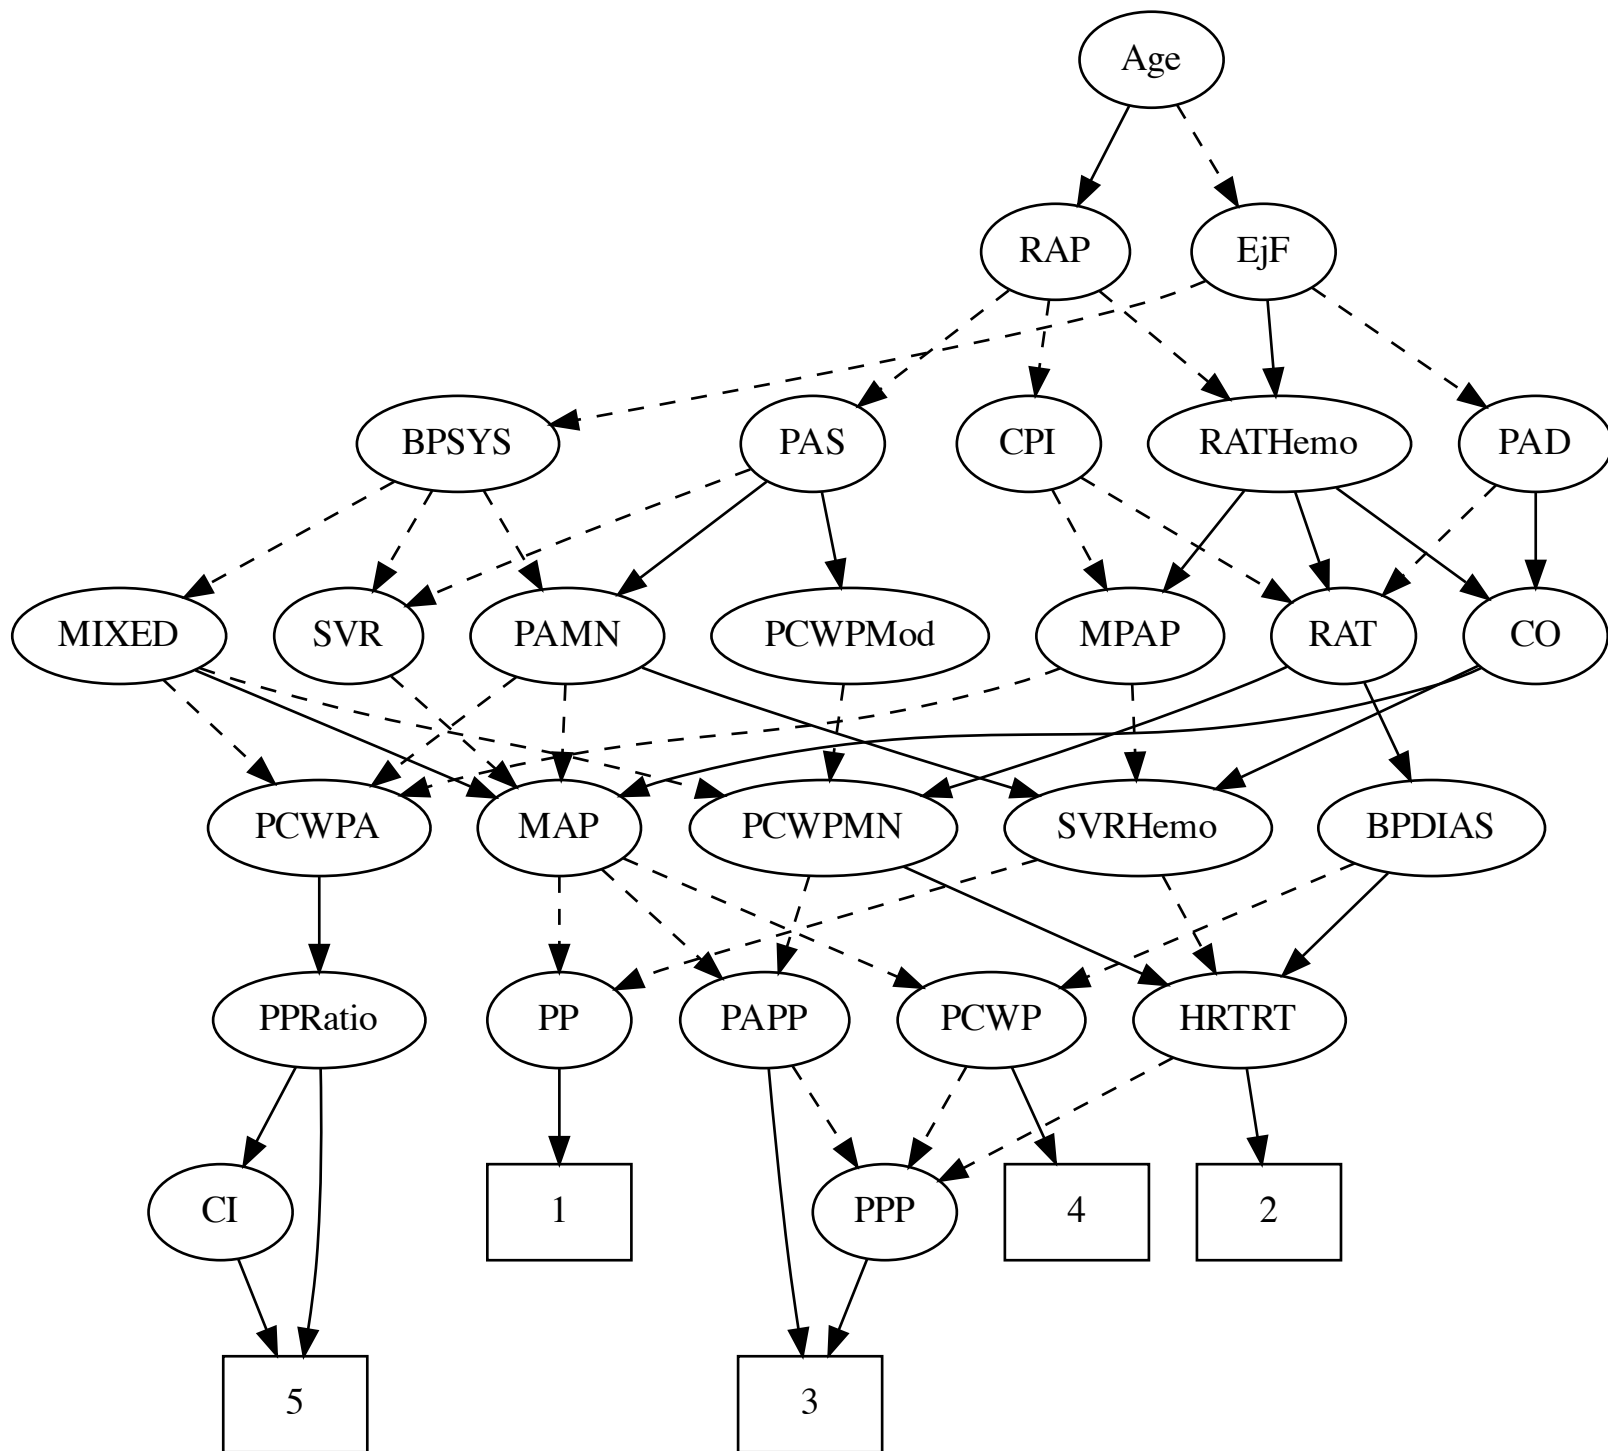 Age
RAP
EjF
BPSYS
PAS
CPI
RATHemo
PAD
MIXED
SVR
PAMN
PCWPMod
MPAP
RAT
CO
PCWPA
MAP
PCWPMN
SVRHemo
BPDIAS
PPRatio
PP
PAPP
PCWP
HRTRT
CI
1
PPP
4
2
5
3